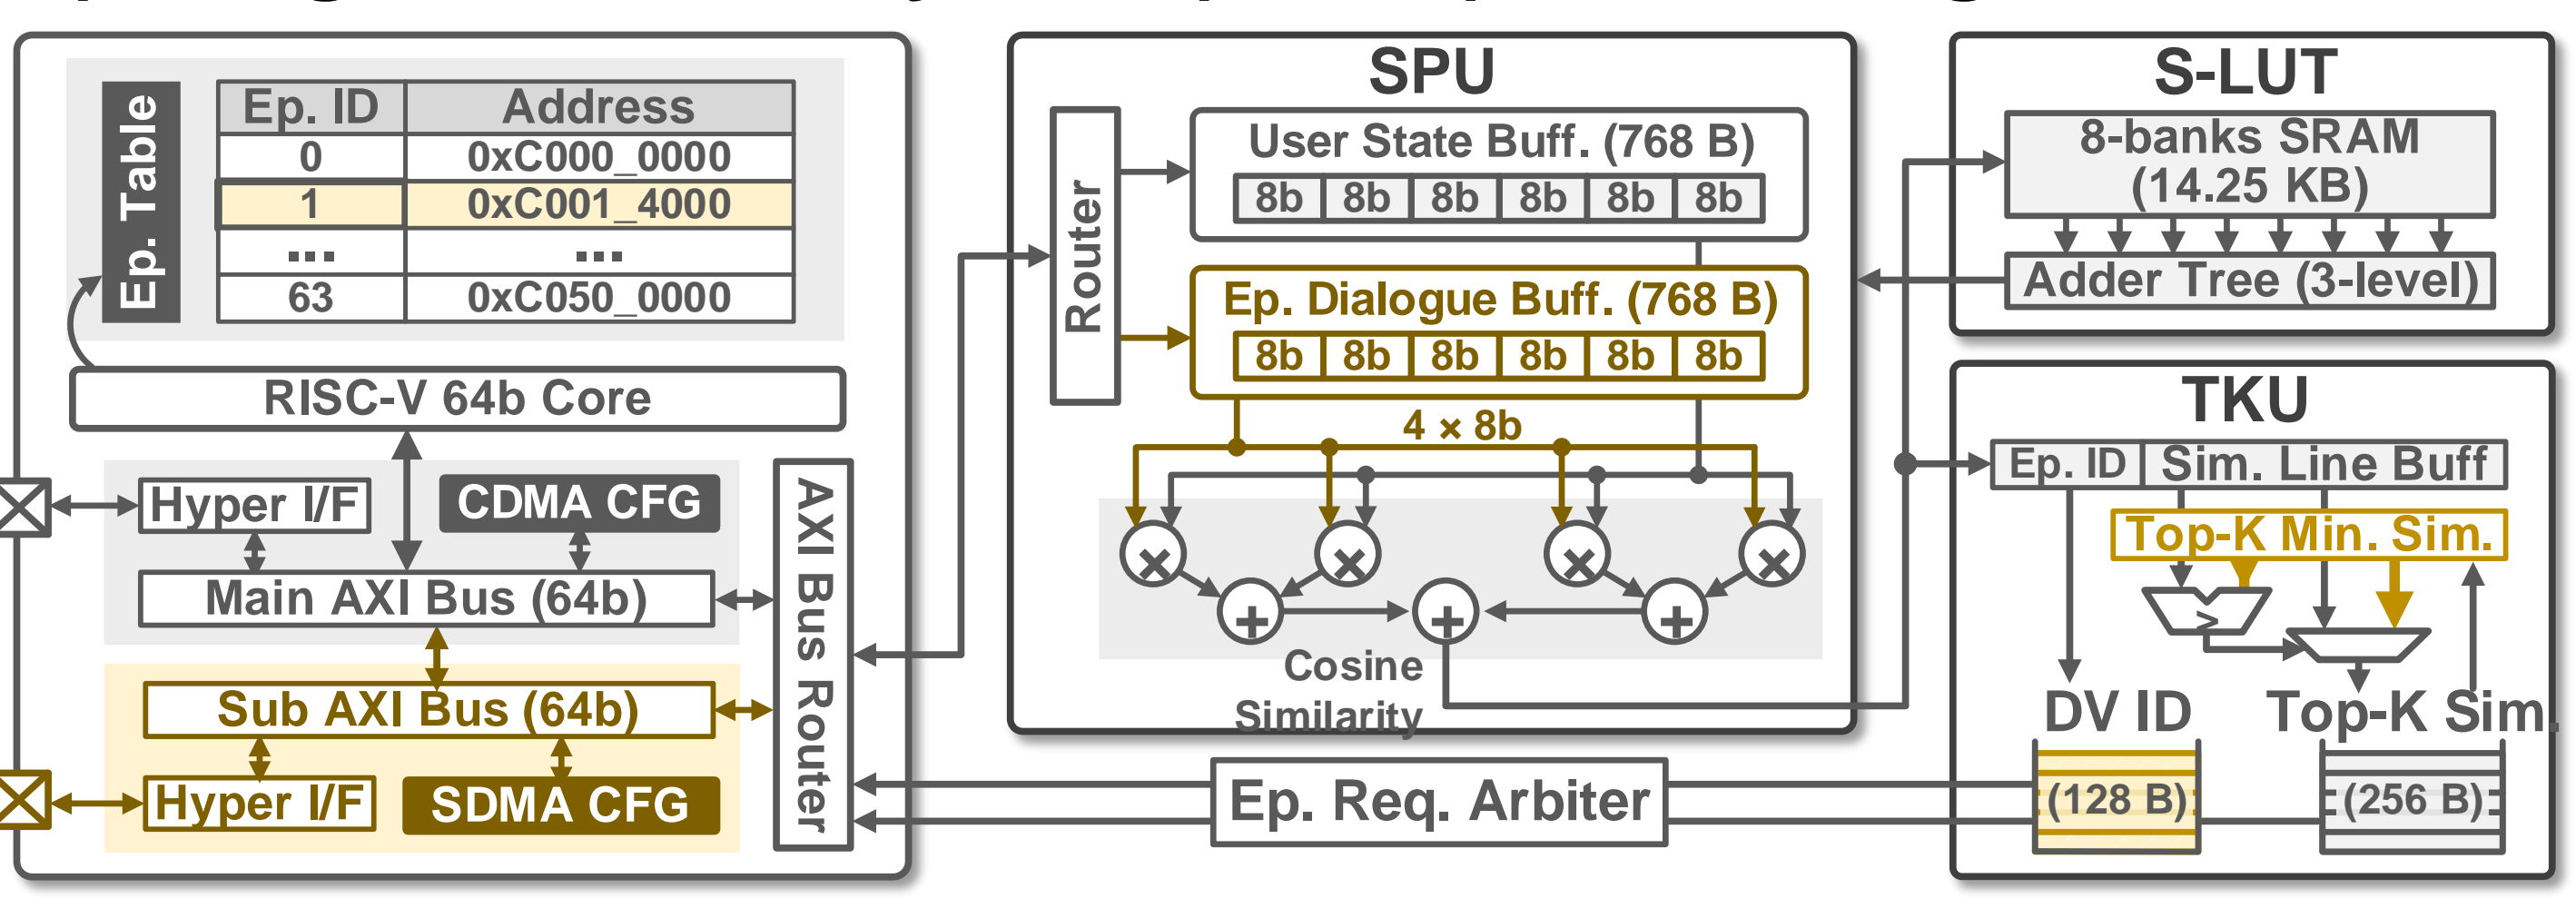 Ep. Table
Ep. ID Address
0 0xC000_0000
1 0xC001_4000
... ...
63 0xC050_0000
RISC-V 64b Core
Hyper I/F
CDMA CFG
Main AXI Bus (64b)
Sub AXI Bus (64b)
Hyper I/F
SDMA CFG
AXI Bus Router
SPU
Router
User State Buff. (768 B)
8b 8b 8b 8b 8b 8b
Ep. Dialogue Buff. (768 B)
8b 8b 8b 8b 8b 8b
4 × 8b
× × × ×
+ + +
Cosine
Similarity
Ep. Req. Arbiter
S-LUT
8-banks SRAM
(14.25 KB)
Adder Tree (3-level)
TKU
Ep. ID Sim. Line Buff
Top-K Min. Sim.
>
DV ID
Top-K Sim.
(128 B)
(256 B)